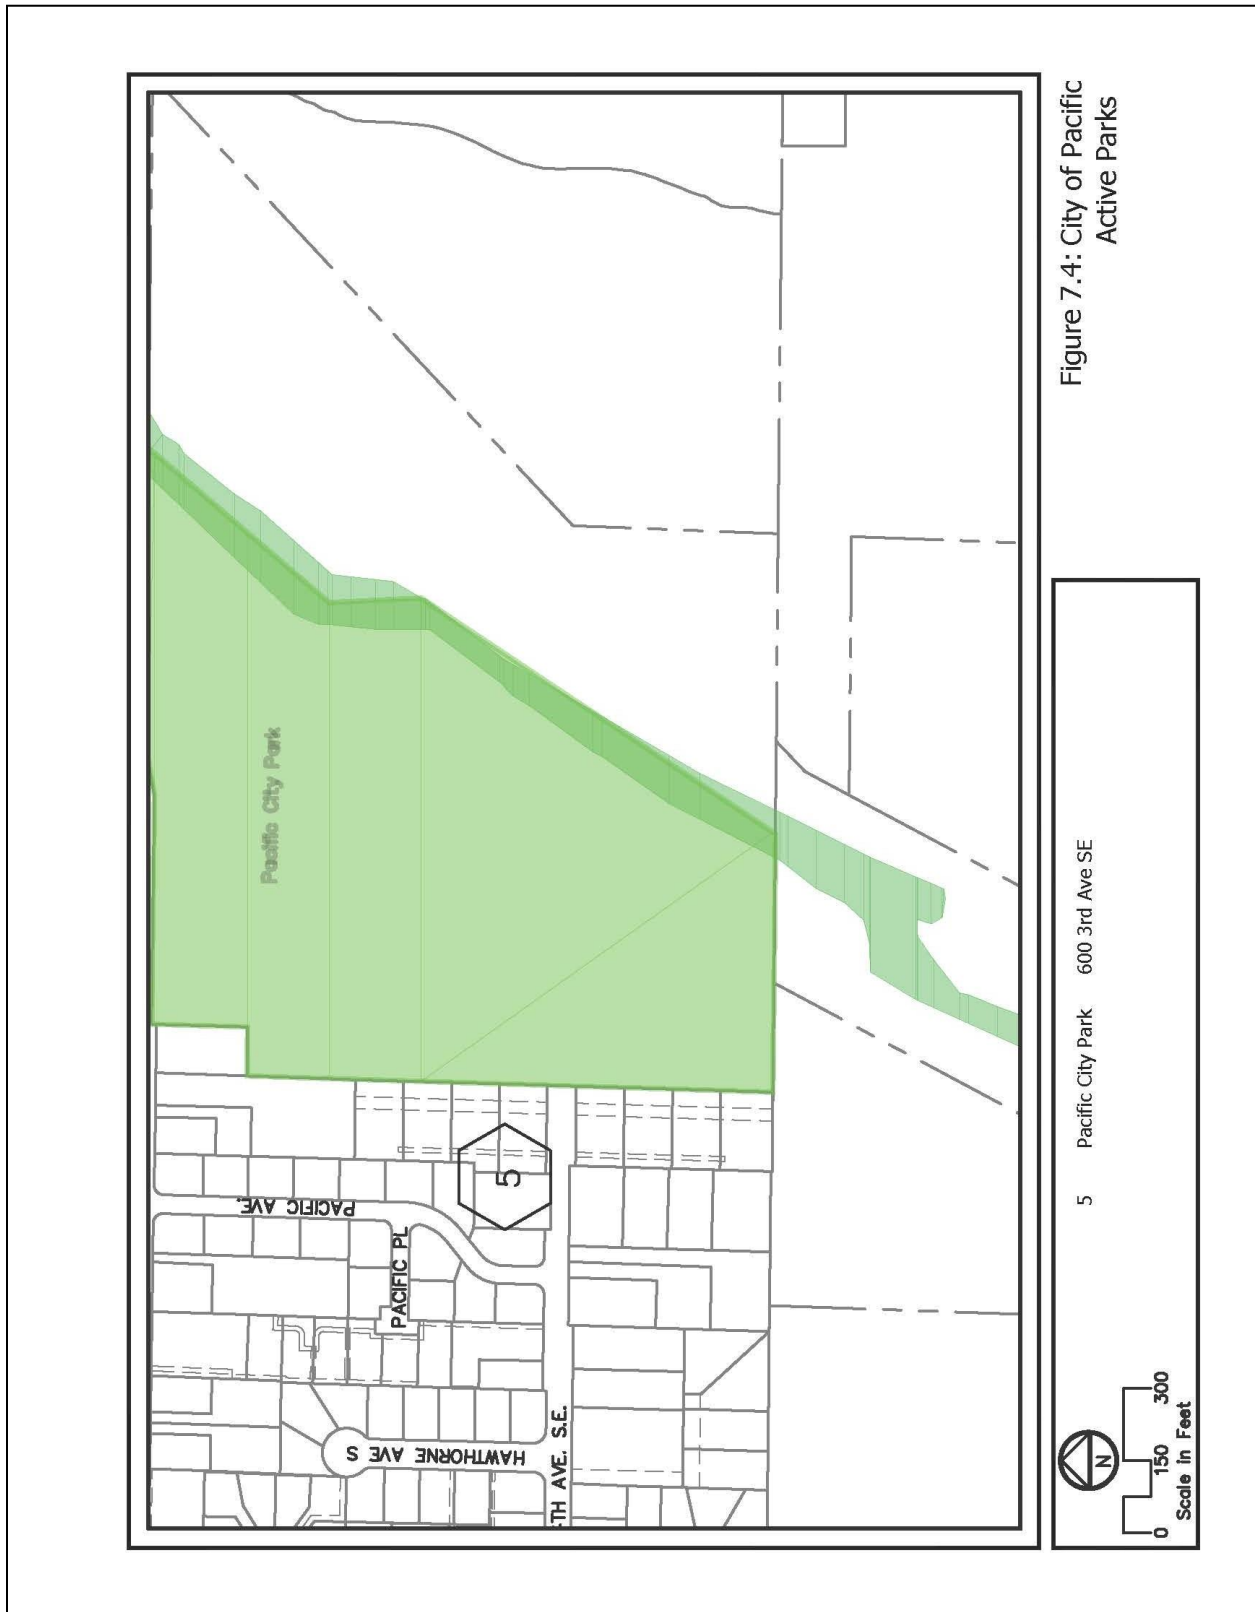 Figure 7.4: City of Pacific
Active Parks
Pacific City Park
PACIFIC AVE.
PACIFIC PL
HAWTHORNE AVE S
TH AVE. S.E.
5
5 Pacific City Park 600 3rd Ave SE
N
0 150 300
Scale in Feet